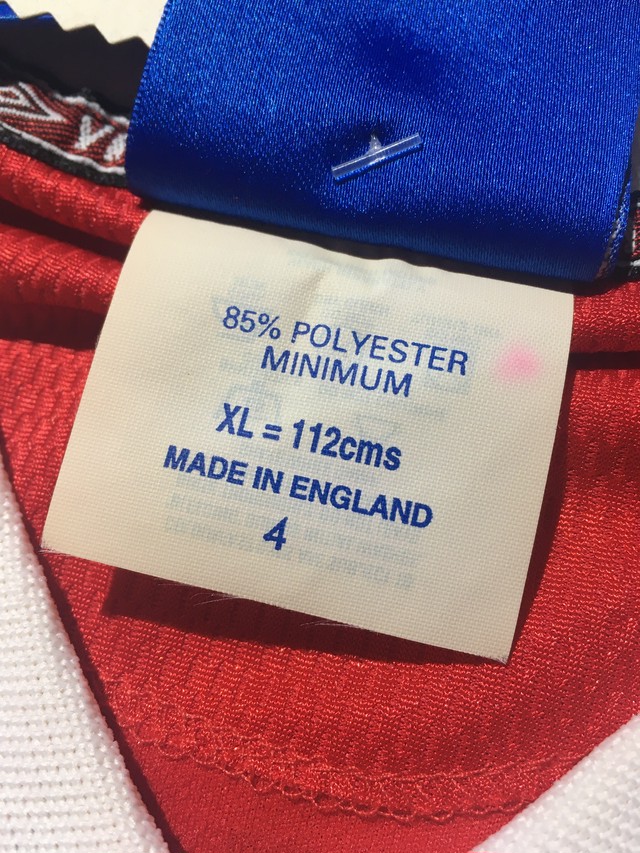 85% POLYESTER
MINIMUM
XL = 112cms
MADE IN ENGLAND
4